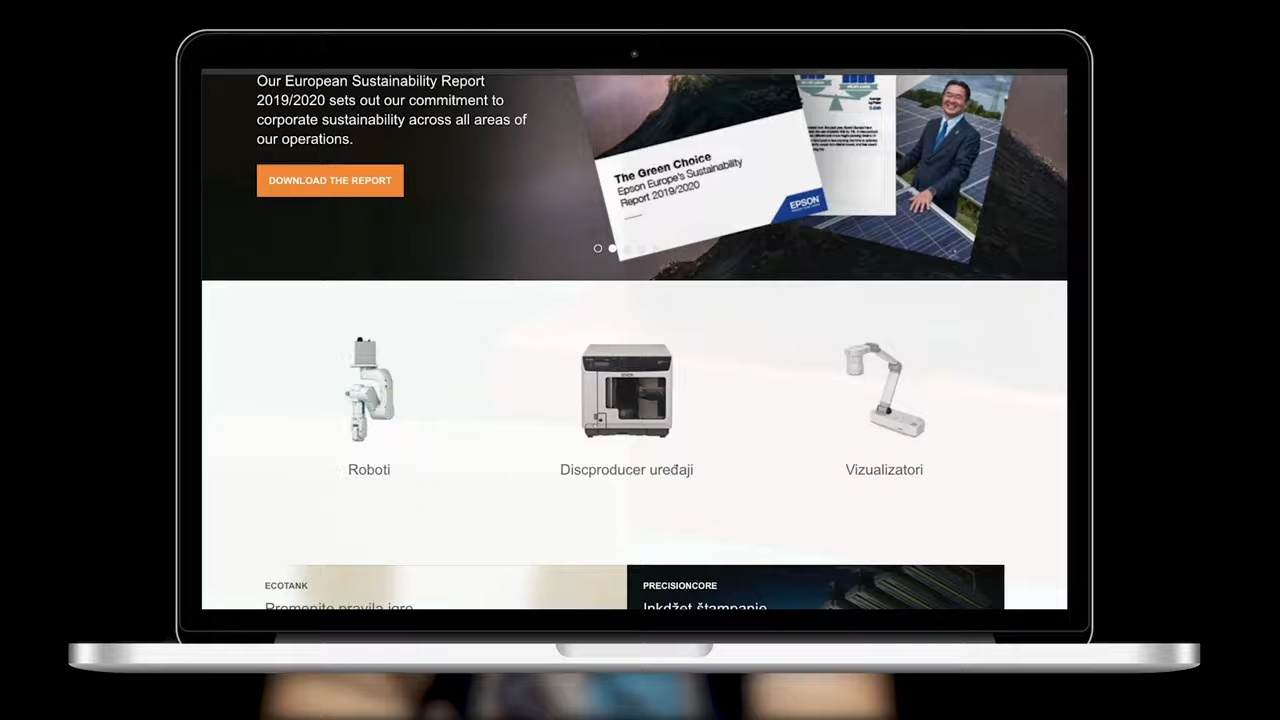 Our European Sustainability Report
2019/2020 sets out our commitment to
corporate sustainability across all areas of
our operations.
DOWNLOAD THE REPORT
The Green Choice
Epson Europe's Sustainability
Report 2019/2020
EPSON
Roboti
Discproducer uređaji
Vizualizatori
ECOTANK
Promenite pravila igre
PRECISIONCORE
Inkdžet štampanje